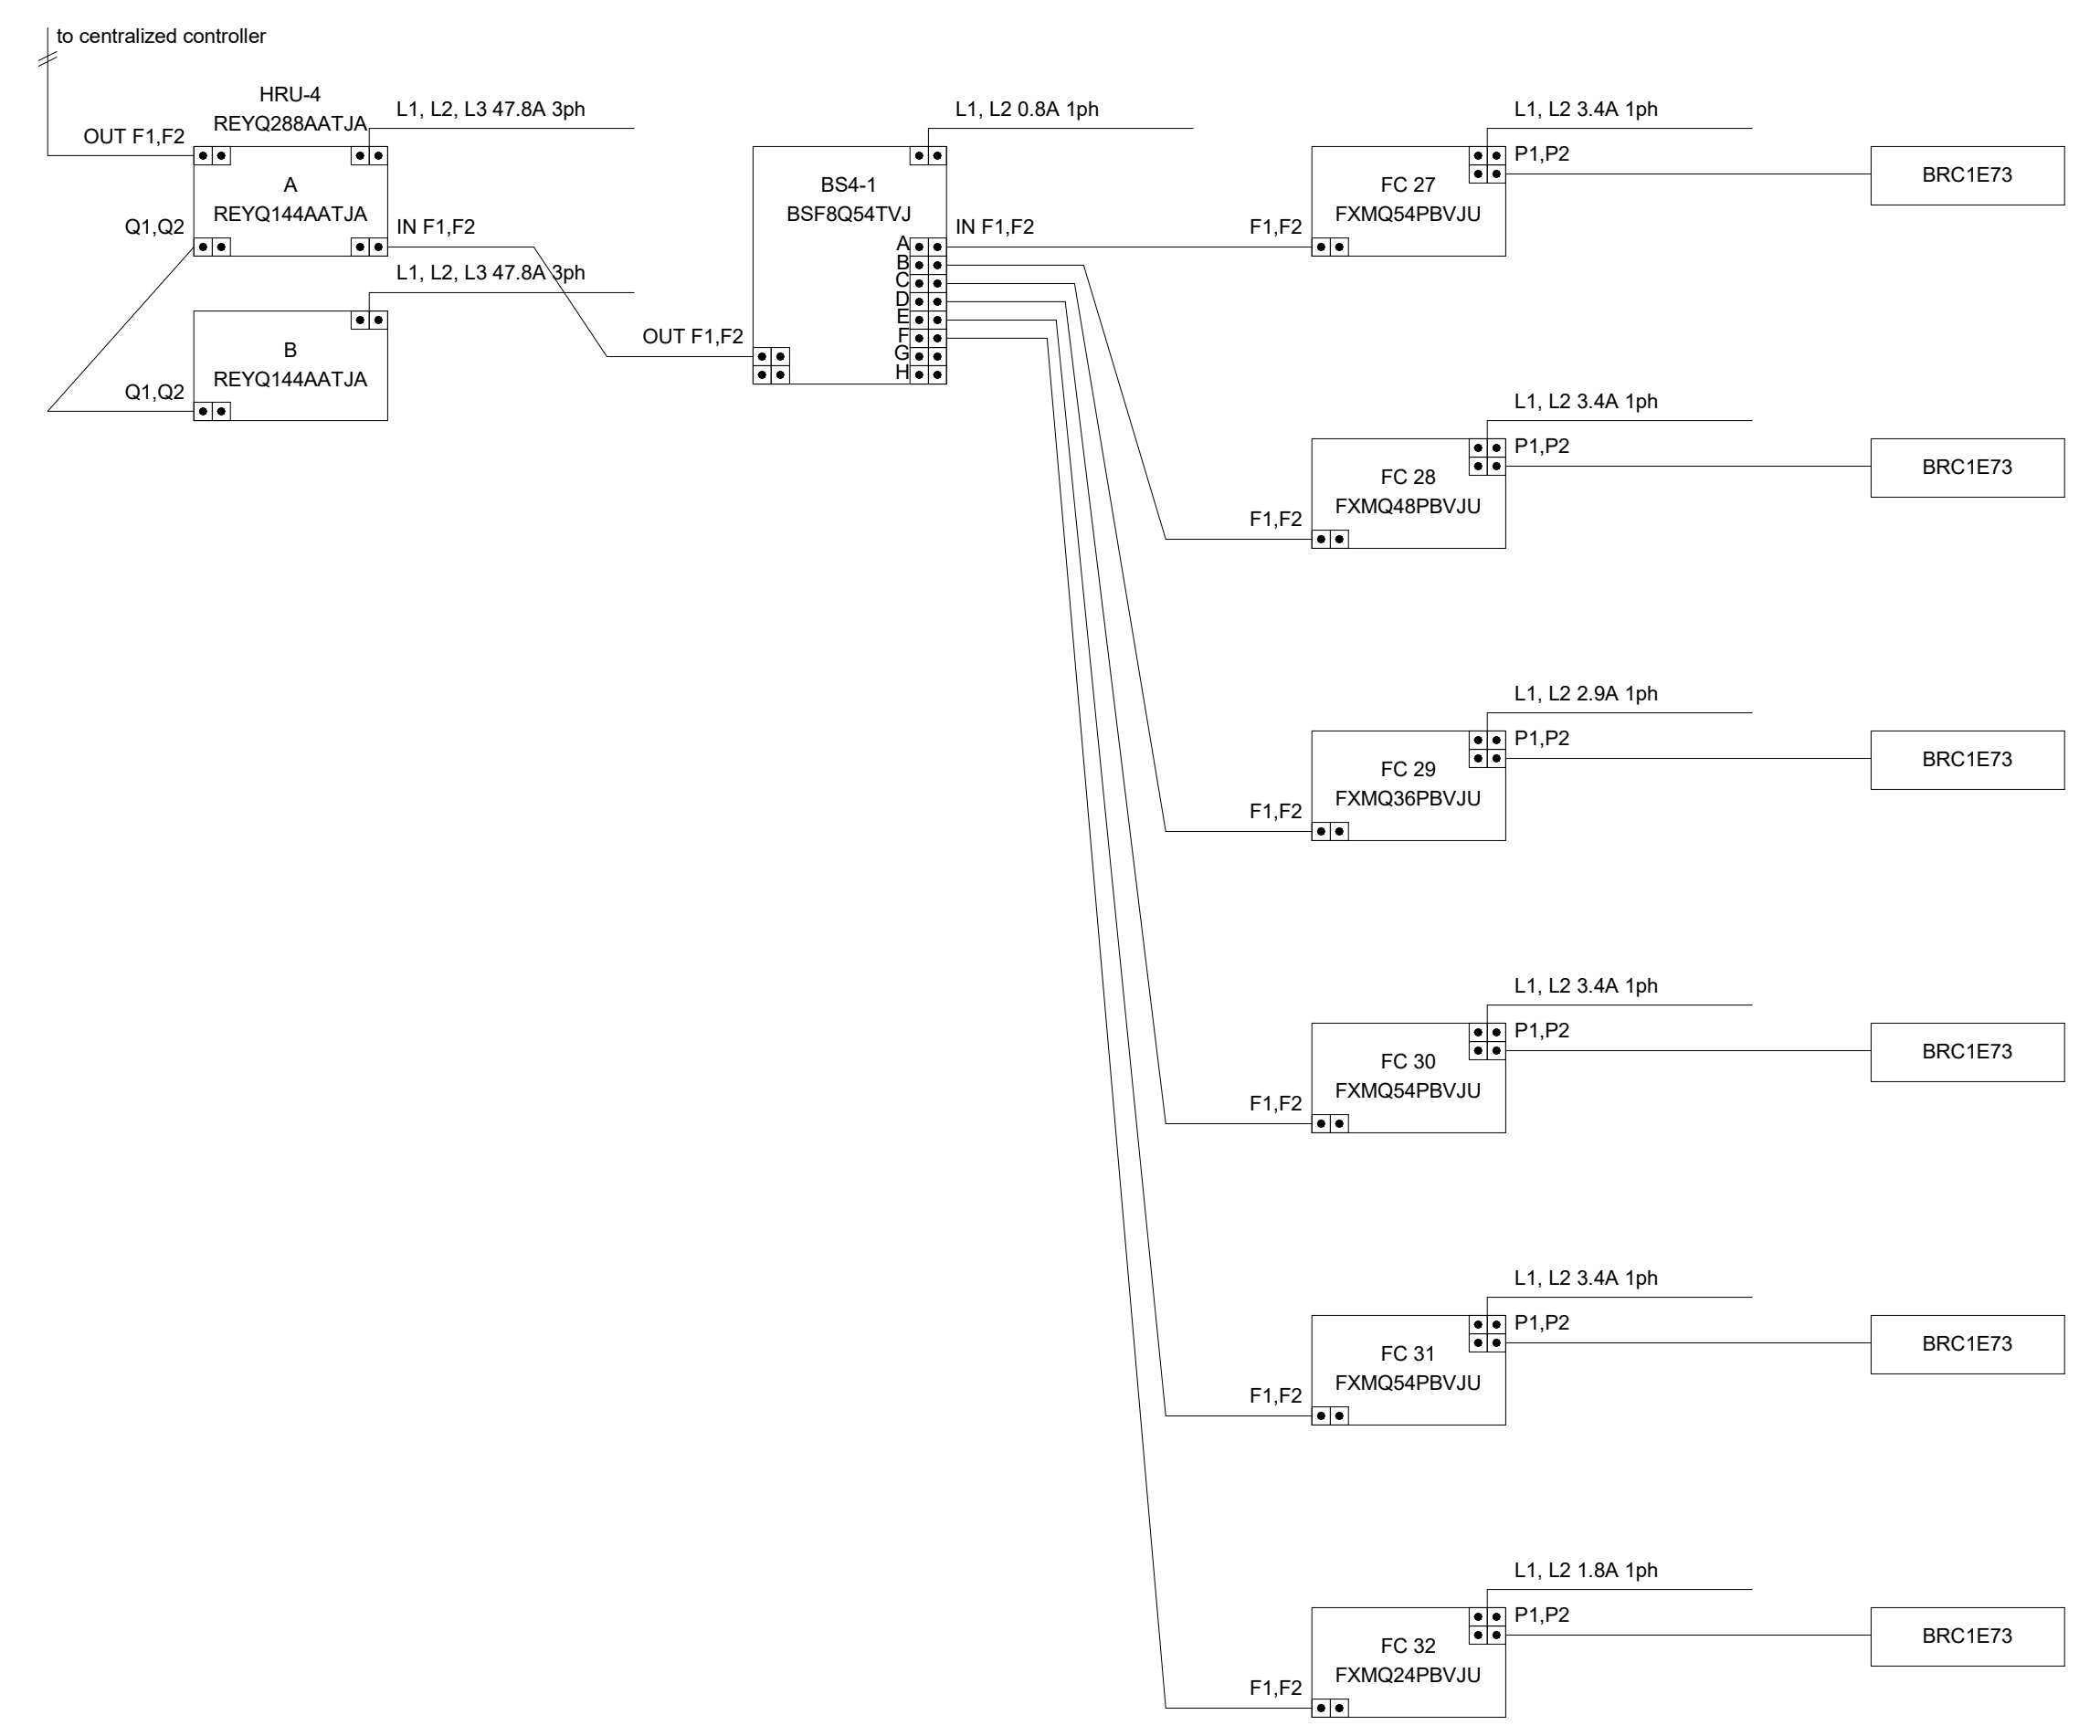 to centralized controller
HRU-4
REYQ288AATJA
L1, L2, L3 47.8A 3ph
OUT F1,F2
A
REYQ144AATJA
Q1,Q2
IN F1,F2
L1, L2, L3 47.8A 3ph
B
REYQ144AATJA
Q1,Q2
L1, L2 0.8A 1ph
BS4-1
BSF8Q54TVJ
IN F1,F2
A
B
C
D
E
F
G
H
OUT F1,F2
L1, L2 3.4A 1ph
P1,P2
FC 27
FXMQ54PBVJU
F1,F2
BRC1E73
L1, L2 3.4A 1ph
P1,P2
FC 28
FXMQ48PBVJU
F1,F2
BRC1E73
L1, L2 2.9A 1ph
P1,P2
FC 29
FXMQ36PBVJU
F1,F2
BRC1E73
L1, L2 3.4A 1ph
P1,P2
FC 30
FXMQ54PBVJU
F1,F2
BRC1E73
L1, L2 3.4A 1ph
P1,P2
FC 31
FXMQ54PBVJU
F1,F2
BRC1E73
L1, L2 1.8A 1ph
P1,P2
FC 32
FXMQ24PBVJU
F1,F2
BRC1E73